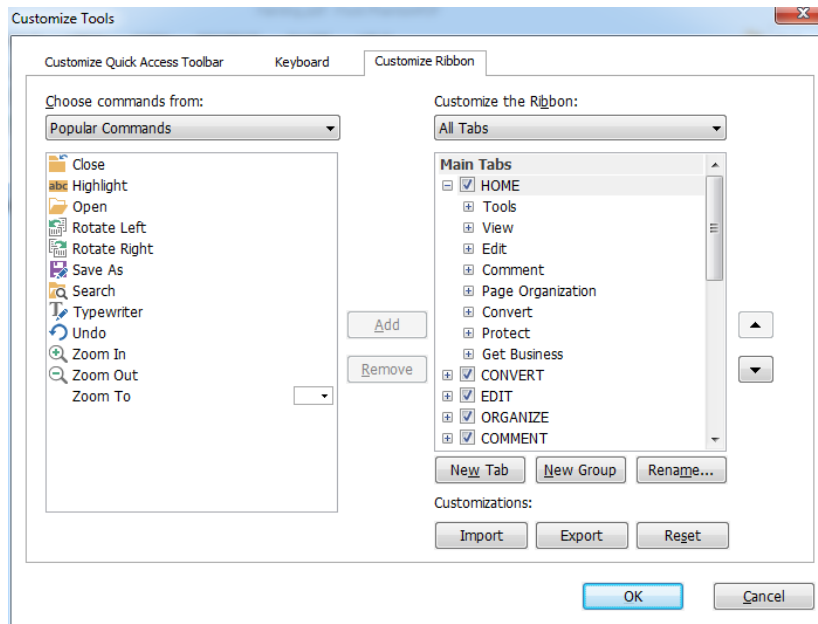 Customize Tools
Customize Quick Access Toolbar
Keyboard
Customize Ribbon
Choose commands from:
Popular Commands
Close
abc Highlight
Open
Rotate Left
Rotate Right
Save As
Search
Typewriter
Undo
Zoom In
Zoom Out
Zoom To
Add
Remove
Customize the Ribbon:
All Tabs
Main Tabs
HOME
Tools
View
Edit
Comment
Page Organization
Convert
Protect
Get Business
CONVERT
EDIT
ORGANIZE
COMMENT
New Tab
New Group
Rename...
Customizations:
Import
Export
Reset
OK
Cancel